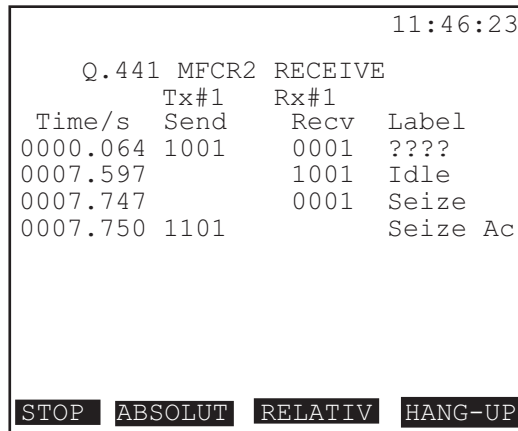 11:46:23
Q.441 MFCR2 RECEIVE
Tx#1 Rx#1
Time/s Send Recv Label
0000.064 1001 0001 ????
0007.597 1001 Idle
0007.747 0001 Seize
0007.750 1101 Seize Ac
STOP ABSOLUT RELATIV HANG-UP